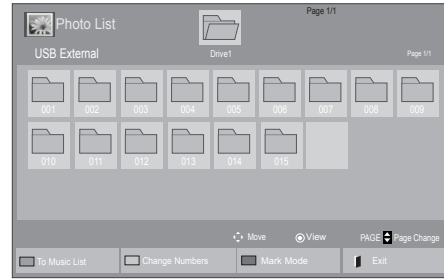 Page 1/1
Photo List
USB External
Drive1
Page 1/1
001 002 003 004 005 006 007 008 009
010 011 012 013 014 015
Move View PAGE Page Change
To Music List Change Numbers Mark Mode Exit